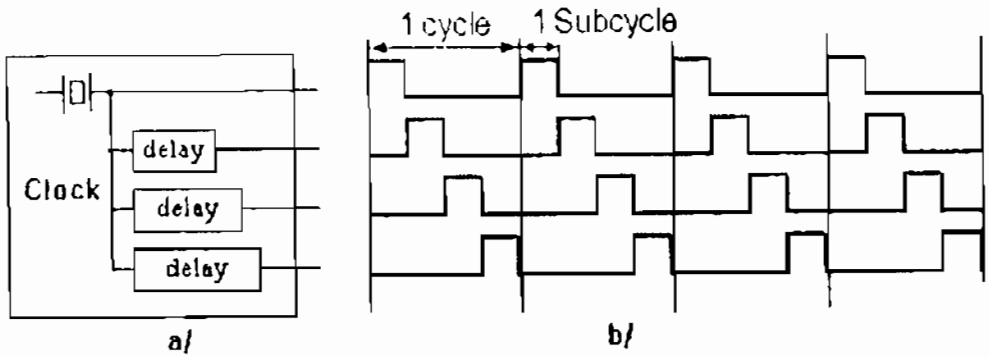 1 cycle
1 Subcycle
delay
Clock
delay
delay
a/
b/